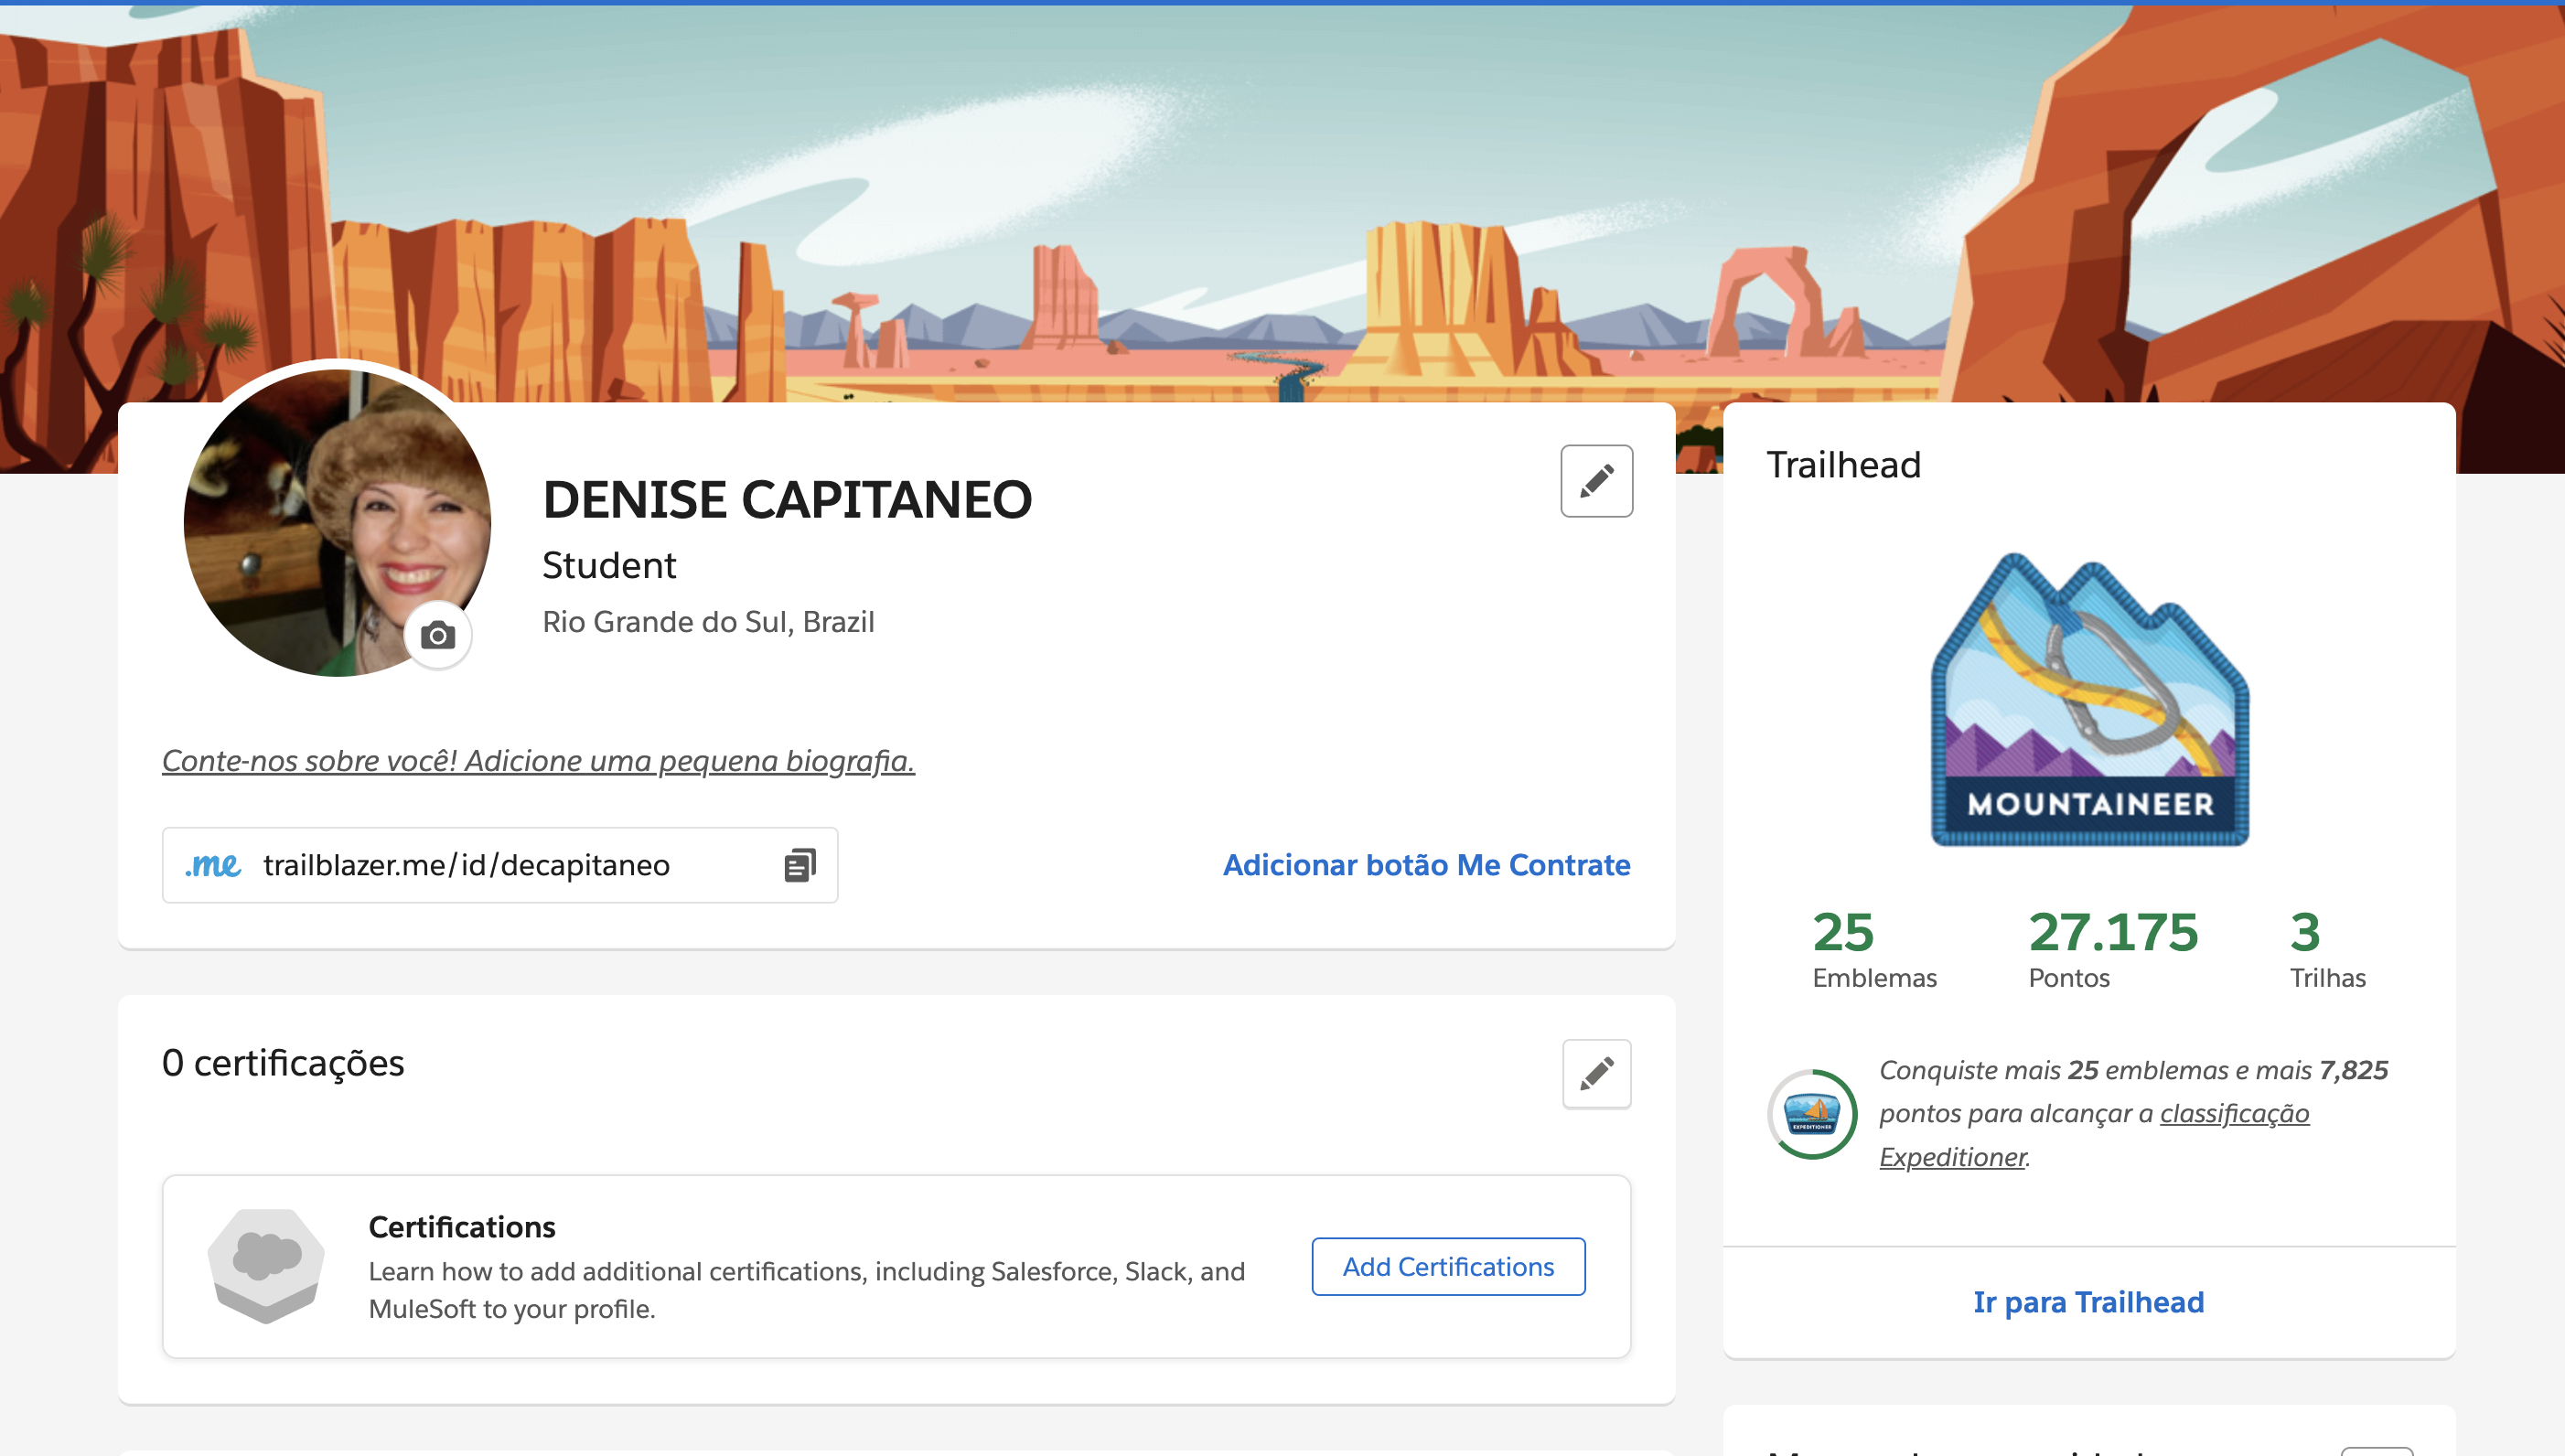 DENISE CAPITANEO
Student
Rio Grande do Sul, Brazil
Conte-nos sobre você! Adicione uma pequena biografia.
.me trailblazer.me/id/decapitaneo
Adicionar botão Me Contrate
0 certificações
Certifications
Learn how to add additional certifications, including Salesforce, Slack, and
MuleSoft to your profile.
Add Certifications
Trailhead
MOUNTAINEER
25
Emblemas
27.175
Pontos
3
Trilhas
EXPEDITIONER
Conquiste mais 25 emblemas e mais 7,825
pontos para alcançar a classificação
Expeditioner.
Ir para Trailhead